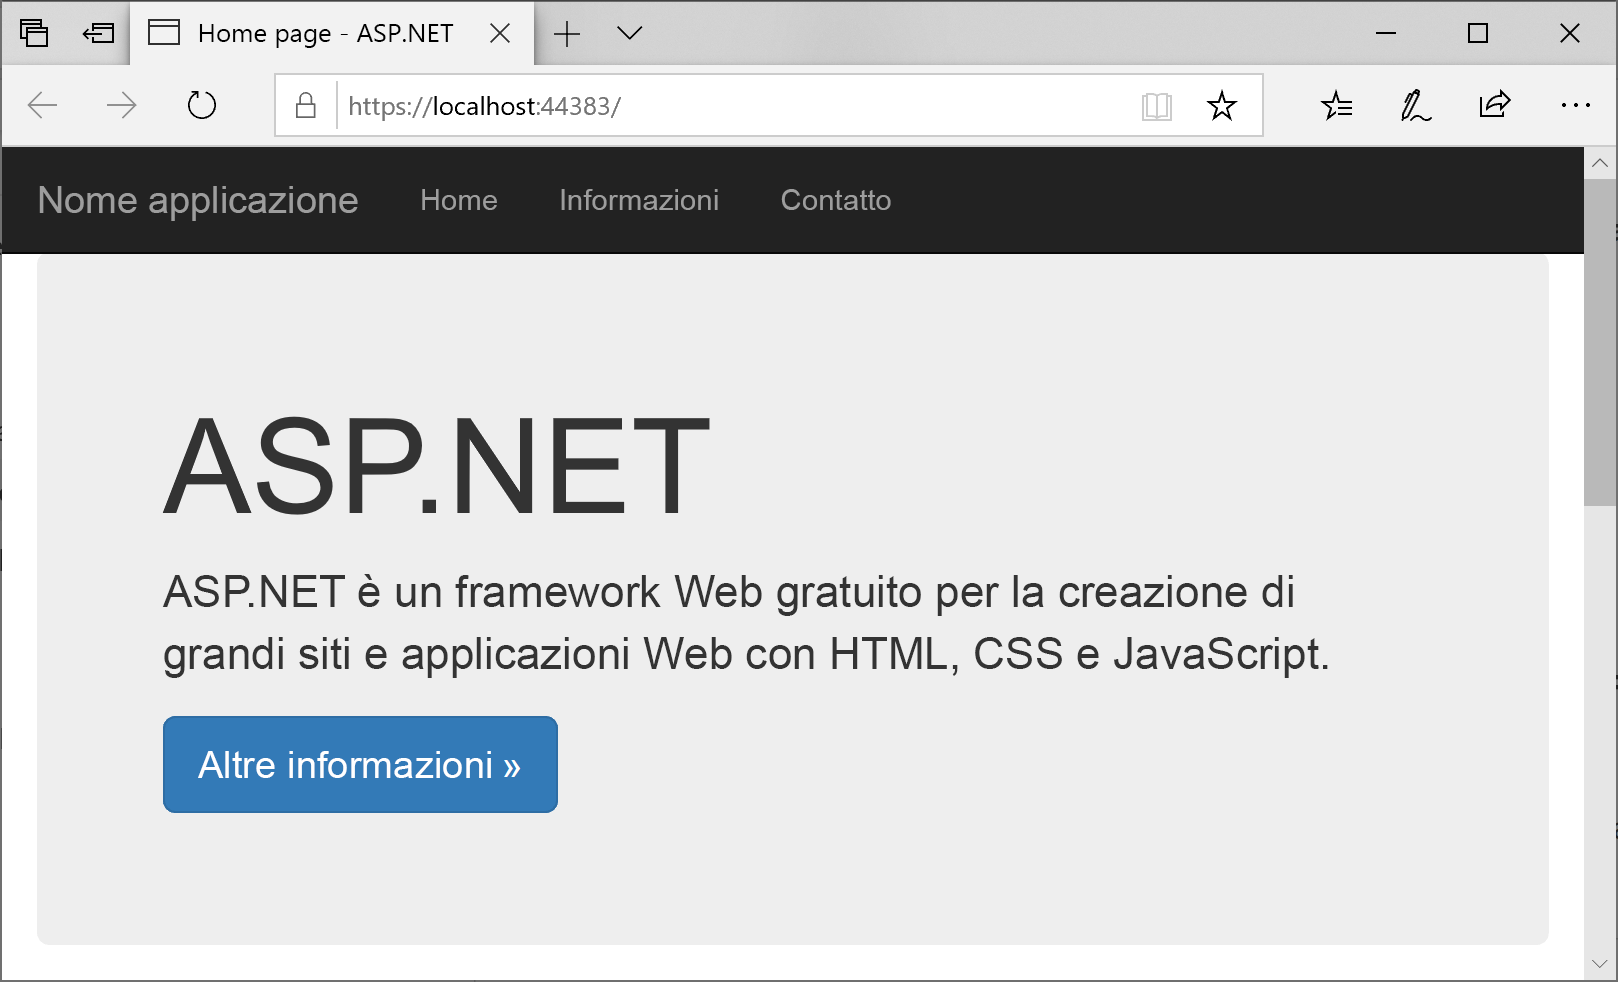 Home page - ASP.NET
https://localhost:44383/
Nome applicazione Home Informazioni Contatto
ASP.NET
ASP.NET è un framework Web gratuito per la creazione di
grandi siti e applicazioni Web con HTML, CSS e JavaScript.
Altre informazioni »